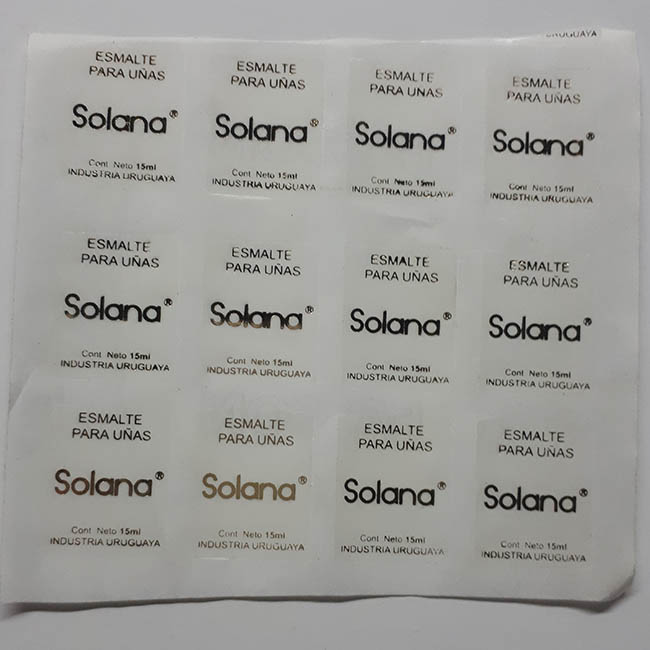 URUGUAYA
ESMALTE
PARA UÑAS
Solana®
Cont. Neto 15ml
INDUSTRIA URUGUAYA
ESMALTE
PARA UÑAS
Solana®
Cont. Neto 15ml
INDUSTRIA URUGUAYA
ESMALTE
PARA UÑAS
Solana®
Cont. Neto 15ml
INDUSTRIA URUGUAYA
ESMALTE
PARA UÑAS
Solana®
Cont. Neto 15ml
INDUSTRIA URUGUAYA
ESMALTE
PARA UÑAS
Solana®
Cont. Neto 15ml
INDUSTRIA URUGUAYA
ESMALTE
PARA UÑAS
Solana®
Cont. Neto 15ml
INDUSTRIA URUGUAYA
ESMALTE
PARA UÑAS
Solana®
Cont. Neto 15ml
INDUSTRIA URUGUAYA
ESMALTE
PARA UÑAS
Solana®
Cont. Neto 15ml
INDUSTRIA URUGUAYA
ESMALTE
PARA UÑAS
Solana®
Cont. Neto 15ml
INDUSTRIA URUGUAYA
ESMALTE
PARA UÑAS
Solana®
Cont. Neto 15ml
INDUSTRIA URUGUAYA
ESMALTE
PARA UÑAS
Solana®
Cont. Neto 15ml
INDUSTRIA URUGUAYA
ESMALTE
PARA UÑAS
Solana®
Cont. Neto 15ml
INDUSTRIA URUGUAYA